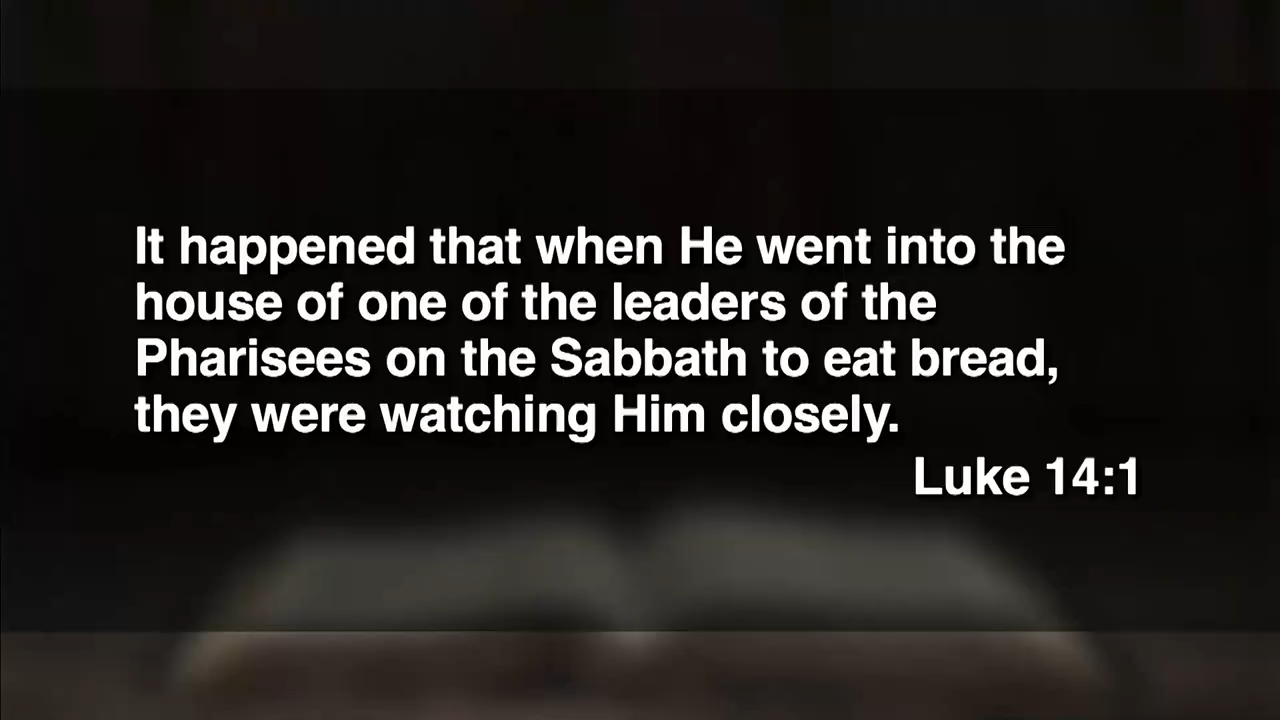 It happened that when He went into the
house of one of the leaders of the
Pharisees on the Sabbath to eat bread,
they were watching Him closely.
Luke 14:1